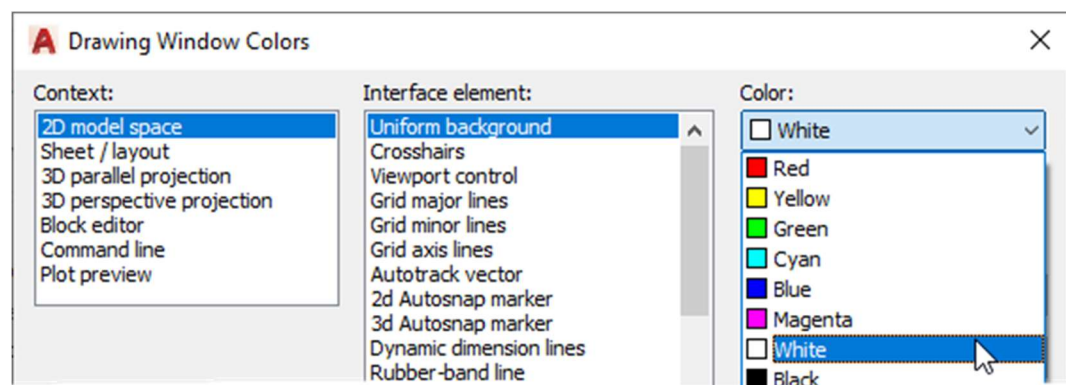 Drawing Window Colors
Context:
2D model space
Sheet / layout
3D parallel projection
3D perspective projection
Block editor
Command line
Plot preview
Interface element:
Uniform background
Crosshairs
Viewport control
Grid major lines
Grid minor lines
Grid axis lines
Autotrack vector
2d Autosnap marker
3d Autosnap marker
Dynamic dimension lines
Rubber-band line
Color:
White
Red
Yellow
Green
Cyan
Blue
Magenta
White
Black